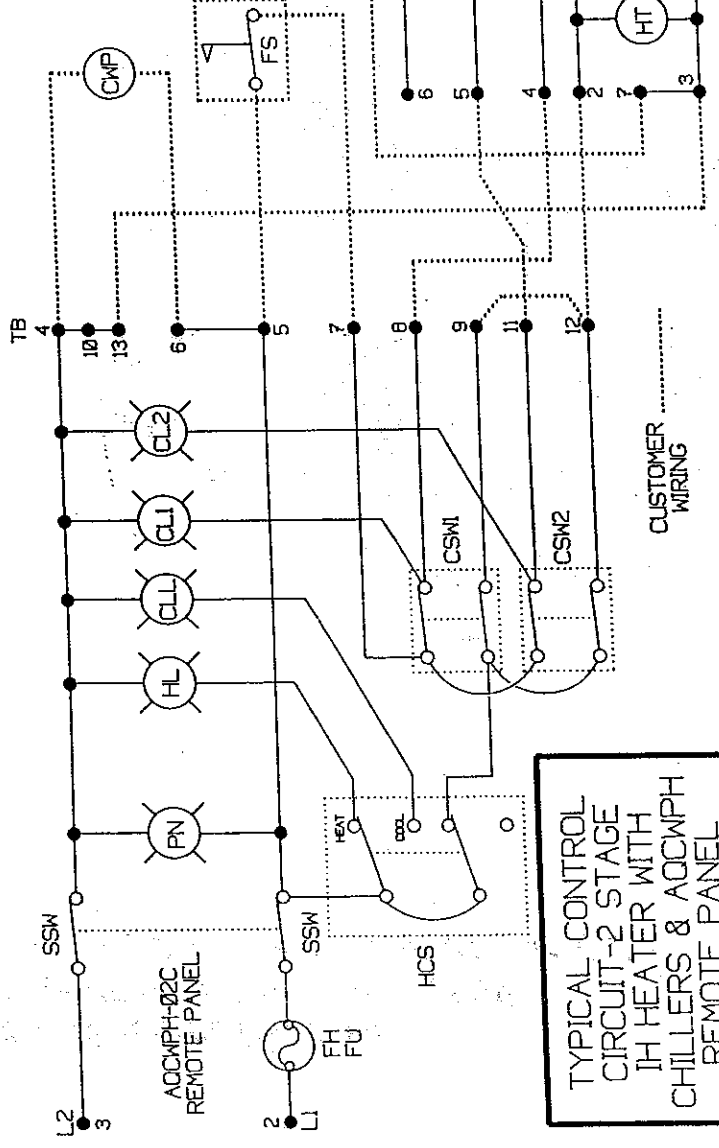 L2
3
SSW
AQCWPH-02C
REMOTE PANEL
2
L1
FH
FU
SSW
PN
HL
CLL
CL1
CL2
HEAT
COOL
HCS
CSW1
CSW2
TB
4
10
13
6
5
7
8
9
11
12
CWP
FS
6
5
4
2
7
3
HT
CUSTOMER
WIRING
TYPICAL CONTROL
CIRCUIT-2 STAGE
IH HEATER WITH
CHILLERS & AQCWPH
REMOTE PANEL